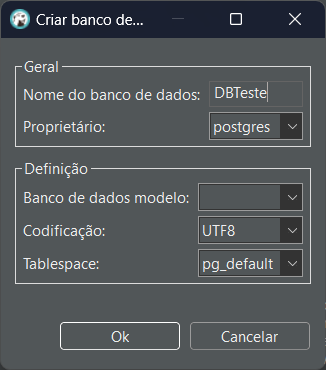 Criar banco de...
Geral
Nome do banco de dados: DBTeste
Proprietário: postgres
Definição
Banco de dados modelo:
Codificação: UTF8
Tablespace: pg_default
Ok Cancelar